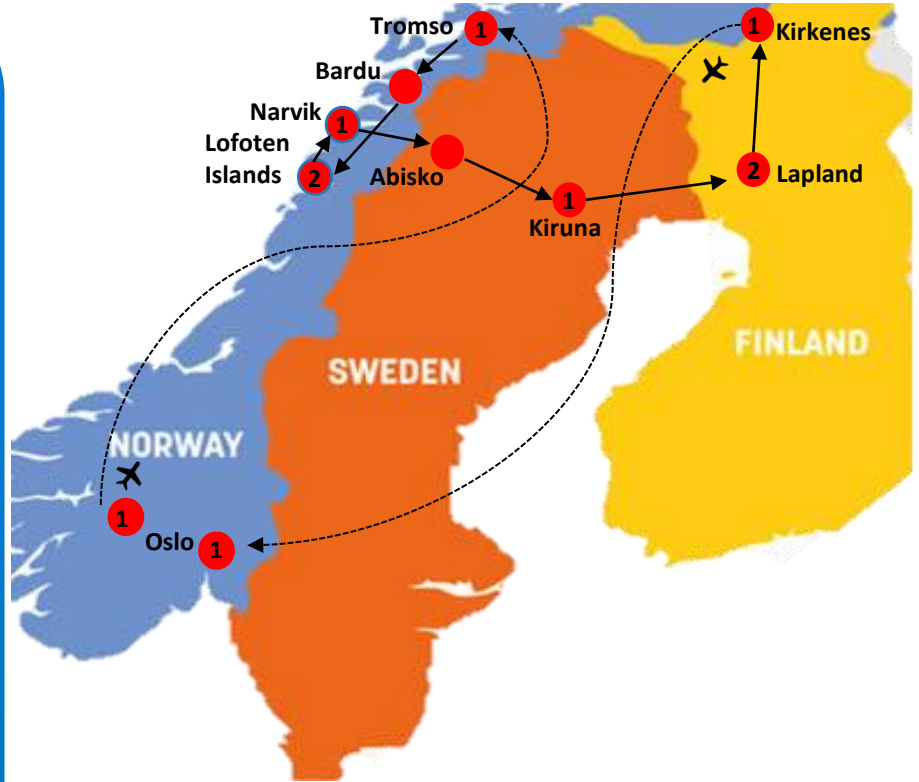 Tromso
1
1
Kirkenes
Bardu
Narvik
1
Lofoten
Islands
2
Abisko
2
Lapland
1
Kiruna
FINLAND
SWEDEN
NORWAY
1
Oslo
1